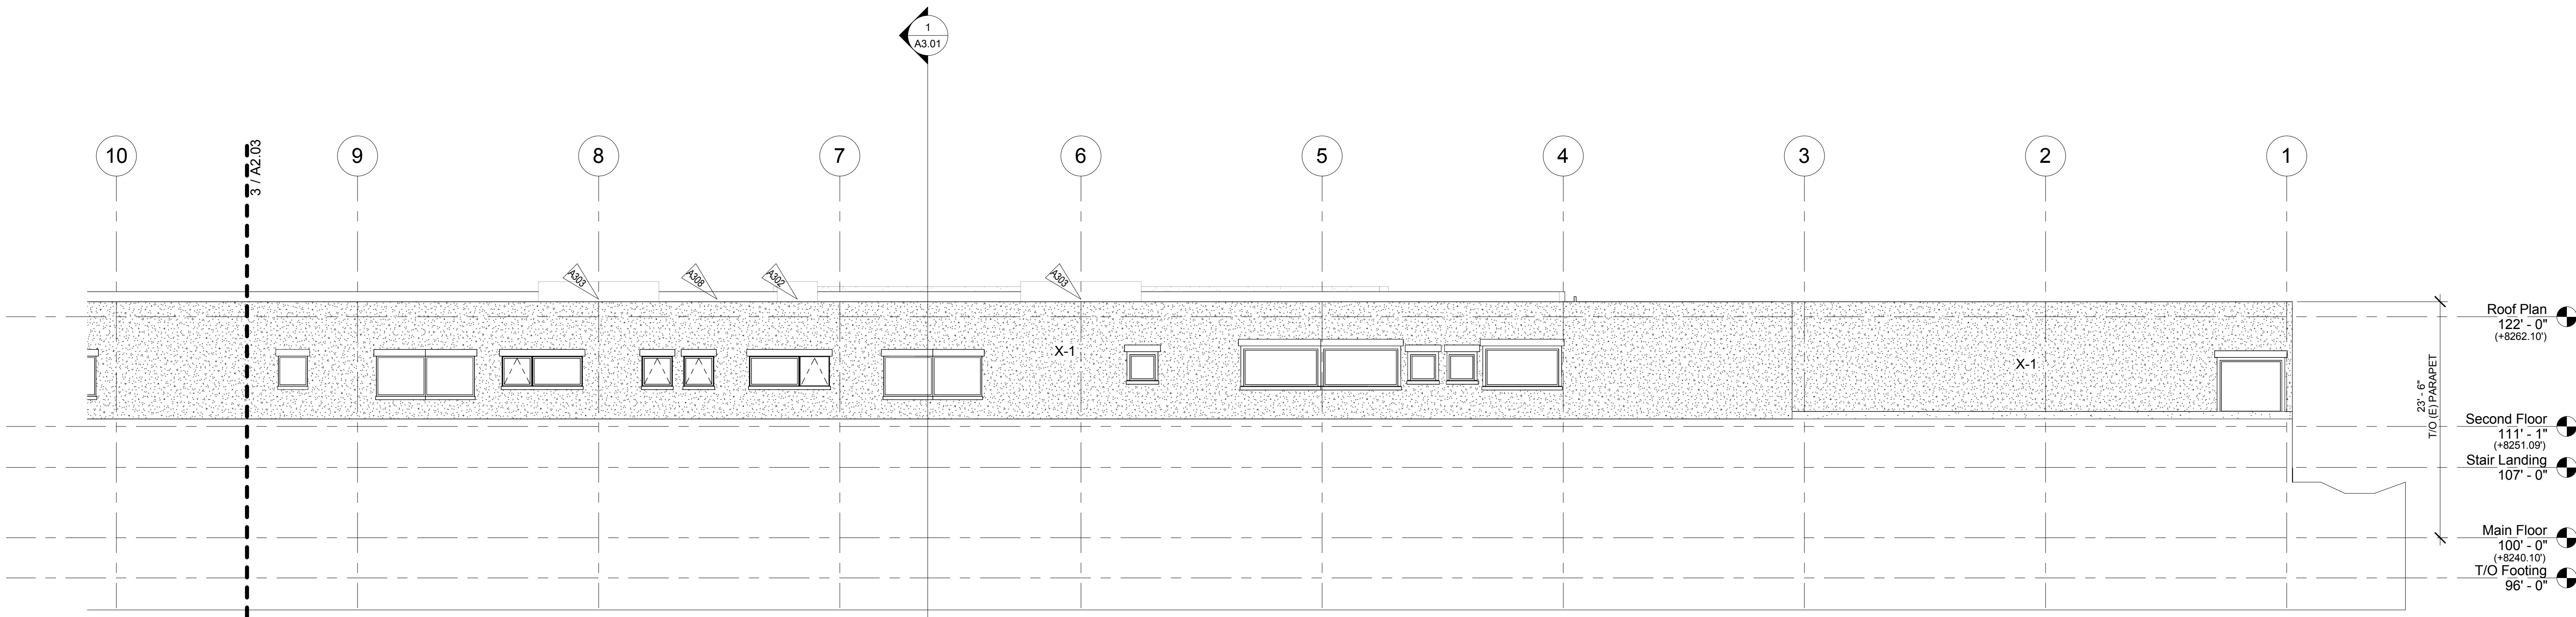 1
A3.01
10
3 / A2.03
9
8
7
6
5
4
3
2
1
A303
A308
A302
A303
X-1
X-1
Roof Plan
122' - 0"
(+8262.10')
23' - 6"
T/O (E) PARAPET
Second Floor
111' - 1"
(+8251.09')
Stair Landing
107' - 0"
Main Floor
100' - 0"
(+8240.10')
T/O Footing
96' - 0"